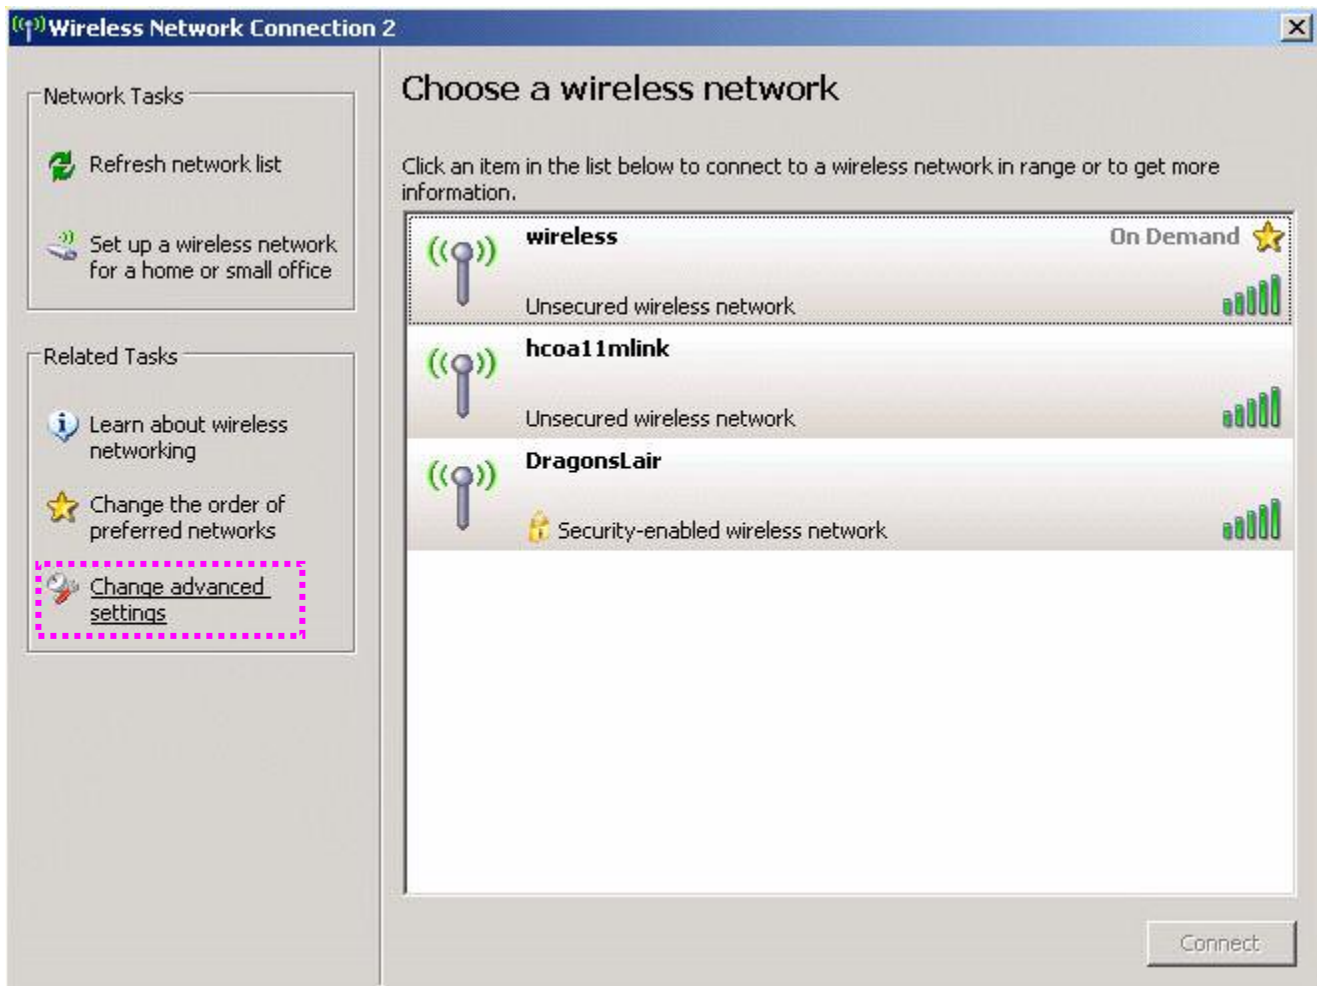 Wireless Network Connection 2
Network Tasks
Refresh network list
Set up a wireless network
for a home or small office
Related Tasks
Learn about wireless
networking
Change the order of
preferred networks
Change advanced
settings
Choose a wireless network
Click an item in the list below to connect to a wireless network in range or to get more
information.
wireless
On Demand
Unsecured wireless network
hcoa11mlink
Unsecured wireless network
DragonsLair
Security-enabled wireless network
Connect